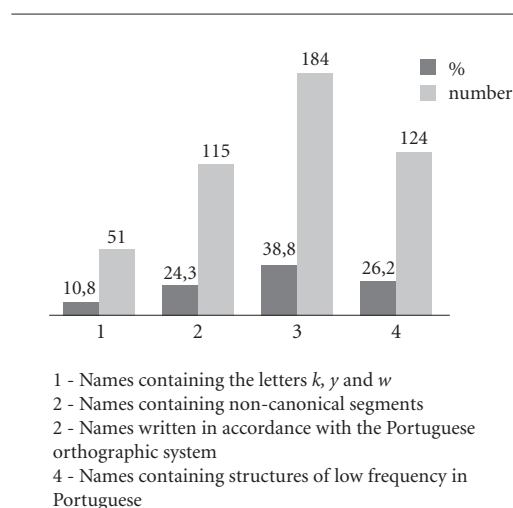 184
%
number
124
115
51
38,8
24,3
26,2
10,8
1 2 3 4
1 - Names containing the letters k, y and w
2 - Names containing non-canonical segments
2 - Names written in accordance with the Portuguese
orthographic system
4 - Names containing structures of low frequency in
Portuguese